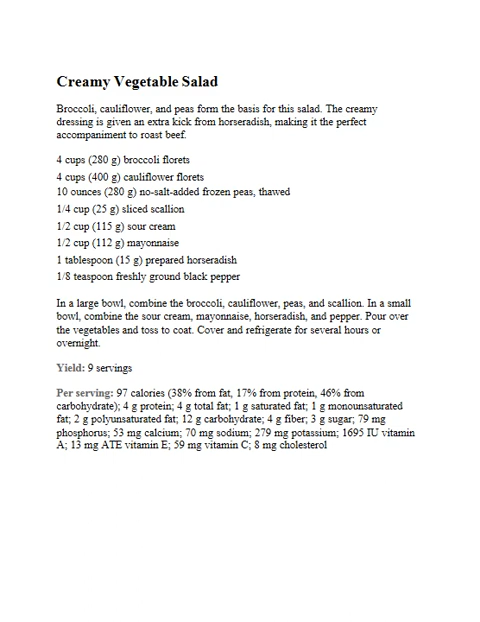 Creamy Vegetable Salad
Broccoli, cauliflower, and peas form the basis for this salad. The creamy
dressing is given an extra kick from horseradish, making it the perfect
accompaniment to roast beef.
4 cups (280 g) broccoli florets
4 cups (400 g) cauliflower florets
10 ounces (280 g) no-salt-added frozen peas, thawed
1/4 cup (25 g) sliced scallion
1/2 cup (115 g) sour cream
1/2 cup (112 g) mayonnaise
1 tablespoon (15 g) prepared horseradish
1/8 teaspoon freshly ground black pepper
In a large bowl, combine the broccoli, cauliflower, peas, and scallion. In a small
bowl, combine the sour cream, mayonnaise, horseradish, and pepper. Pour over
the vegetables and toss to coat. Cover and refrigerate for several hours or
overnight.
Yield: 9 servings
Per serving: 97 calories (38% from fat, 17% from protein, 46% from
carbohydrate); 4 g protein; 4 g total fat; 1 g saturated fat; 1 g monounsaturated
fat; 2 g polyunsaturated fat; 12 g carbohydrate; 4 g fiber; 3 g sugar; 79 mg
phosphorus; 53 mg calcium; 70 mg sodium; 279 mg potassium; 1695 IU vitamin
A; 13 mg ATE vitamin E; 59 mg vitamin C; 8 mg cholesterol